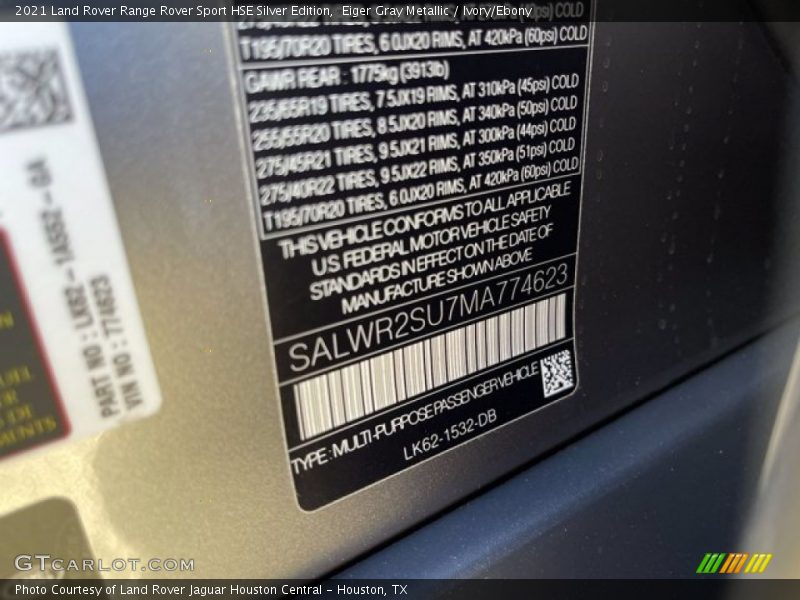 2021 Land Rover Range Rover Sport HSE Silver Edition,  Eiger Gray Metallic / Ivory/Ebony
T195/70R20 TIRES, 6.0JX20 RIMS, AT 420kPa (60psi) COLD
GAWR REAR : 1775kg (3913lb)
235/65R19 TIRES, 7.5JX19 RIMS, AT 310kPa (45psi) COLD
255/55R20 TIRES, 8.5JX20 RIMS, AT 340kPa (50psi) COLD
275/45R21 TIRES, 9.5JX21 RIMS, AT 300kPa (44psi) COLD
275/40R22 TIRES, 9.5JX22 RIMS, AT 350kPa (51psi) COLD
T195/70R20 TIRES, 6.0JX20 RIMS, AT 420kPa (60psi) COLD
THIS VEHICLE CONFORMS TO ALL APPLICABLE
US FEDERAL MOTOR VEHICLE SAFETY
STANDARDS IN EFFECT ON THE DATE OF
MANUFACTURE SHOWN ABOVE
SALWR2SU7MA774623
TYPE : MULTI-PURPOSE PASSENGER VEHICLE
LK62-1532-DB
PART NO : LK62-
VIN NO : 774623
GTCARLOT.COM
Photo Courtesy of Land Rover Jaguar Houston Central - Houston, TX